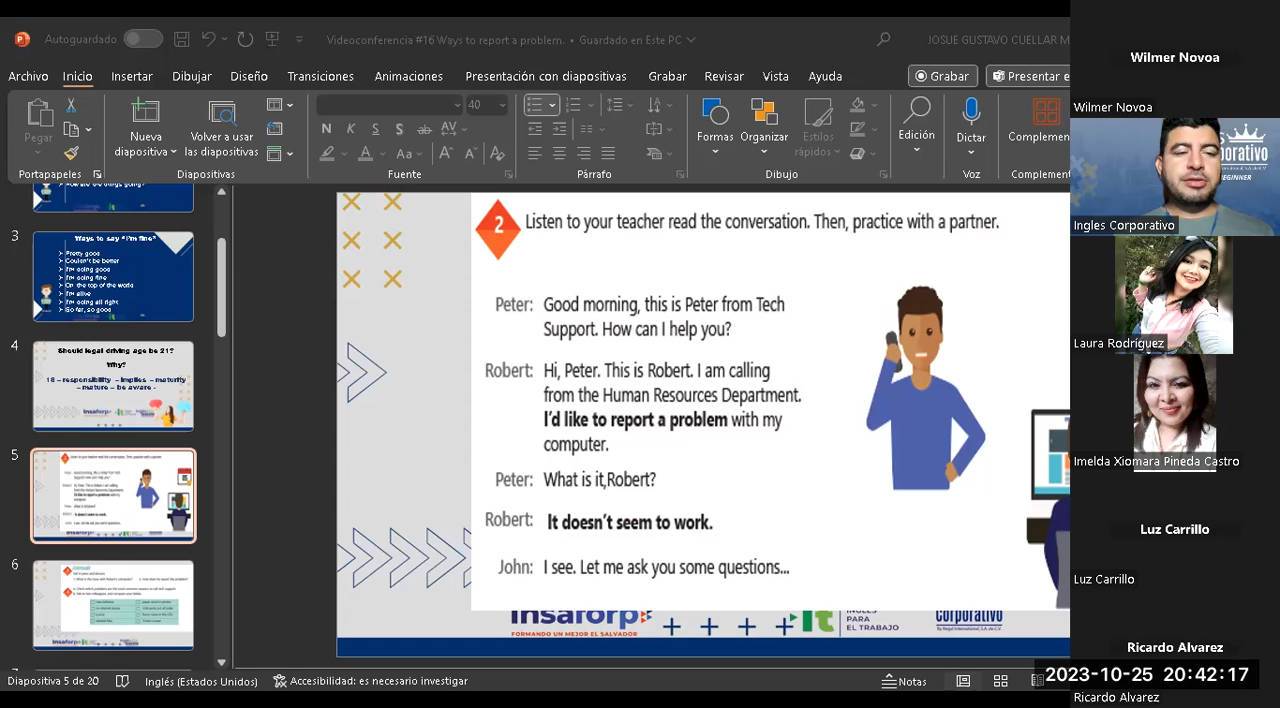 Autoguardado
Videoconferencia #16 Ways to report a problem. • Guardado en Este PC
JOSUE GUSTAVO CUELLAR M
Archivo Inicio Insertar Dibujar Diseño Transiciones Animaciones Presentación con diapositivas Grabar Revisar Vista Ayuda
Grabar
Presentar e
40
Pegar
Nueva diapositiva
Volver a usar las diapositivas
Formas
Organizar
Estilos rápidos
Edición
Dictar
Complemen
Portapapeles
Diapositivas
Fuente
Párrafo
Dibujo
Voz
Complement
3
Ways to say "I'm fine"
Pretty good
Couldn't be better
I'm doing good
I'm doing fine
On the top of the world
I'm alive
I'm doing all right
So far, so good
4
Should legal driving age be 21?
Why?
18 – responsibility – implies – maturity
– mature – be aware -
5
6
2
Listen to your teacher read the conversation. Then, practice with a partner.
Peter: Good morning, this is Peter from Tech
Support. How can I help you?
Robert: Hi, Peter. This is Robert. I am calling
from the Human Resources Department.
I'd like to report a problem with my
computer.
Peter: What is it,Robert?
Robert: It doesn't seem to work.
John: I see. Let me ask you some questions...
Insaforp
FORMANDO UN MEJOR EL SALVADOR
it
INGLÉS
PARA
EL TRABAJO
corporativo
Diapositiva 5 de 20
Inglés (Estados Unidos)
Accesibilidad: es necesario investigar
Notas
Wilmer Novoa
Wilmer Novoa
Ingles Corporativo
Laura Rodríguez
Imelda Xiomara Pineda Castro
Luz Carrillo
Luz Carrillo
Ricardo Alvarez
2023-10-25 20:42:17
Ricardo Alvarez